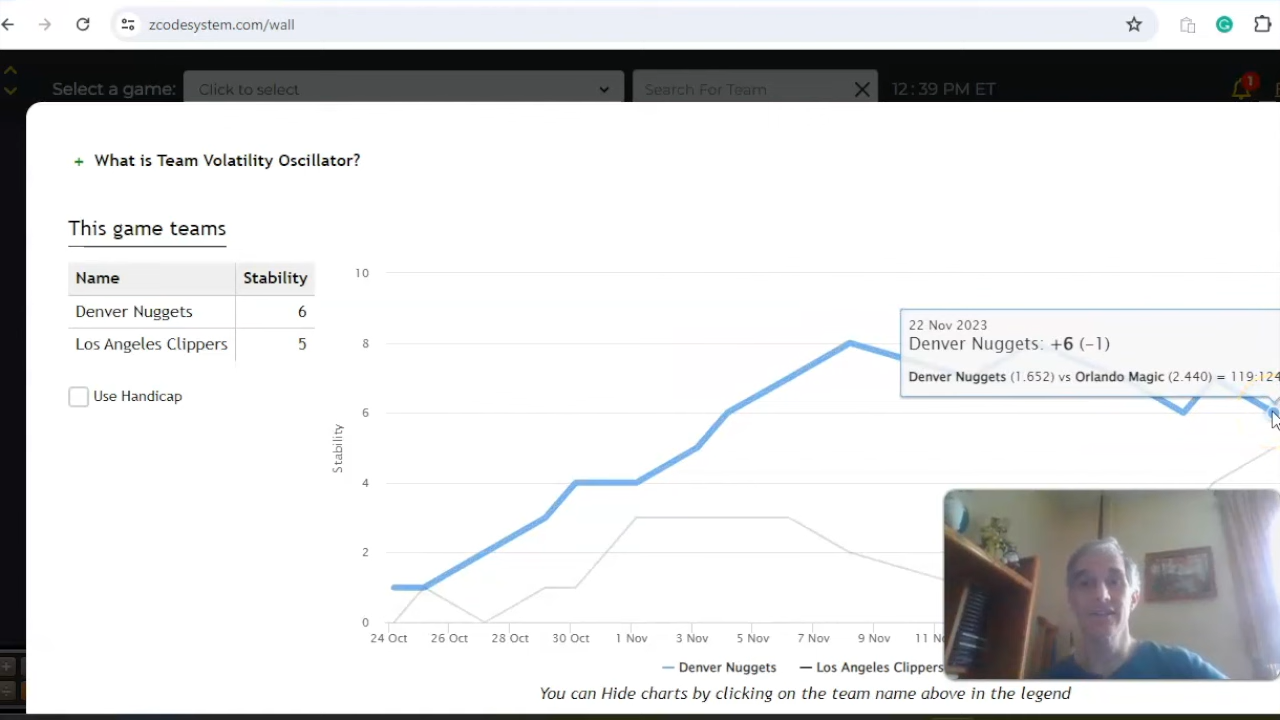 zcodesystem.com/wall
Select a game: Click to select Search For Team 12:39 PM ET 1
+ What is Team Volatility Oscillator?
This game teams
Name Stability
Denver Nuggets 6
Los Angeles Clippers 5
Use Handicap
Stability
10
8
6
4
2
0
22 Nov 2023
Denver Nuggets: +6 (-1)
Denver Nuggets (1.652) vs Orlando Magic (2.440) = 119:124
24 Oct 26 Oct 28 Oct 30 Oct 1 Nov 3 Nov 5 Nov 7 Nov 9 Nov
Denver Nuggets Los Angeles Clippers
You can Hide charts by clicking on the team name above in the legend